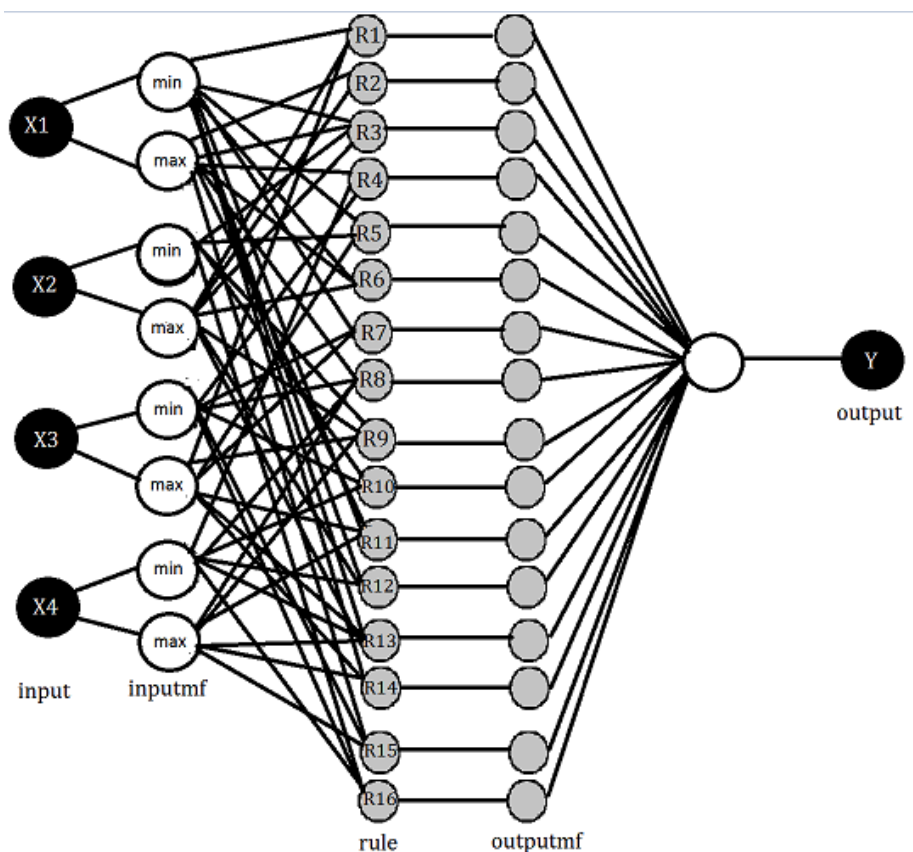 X1
X2
X3
X4
input
min
max
min
max
min
max
min
max
inputmf
R1
R2
R3
R4
R5
R6
R7
R8
R9
R10
R11
R12
R13
R14
R15
R16
rule
outputmf
Y
output